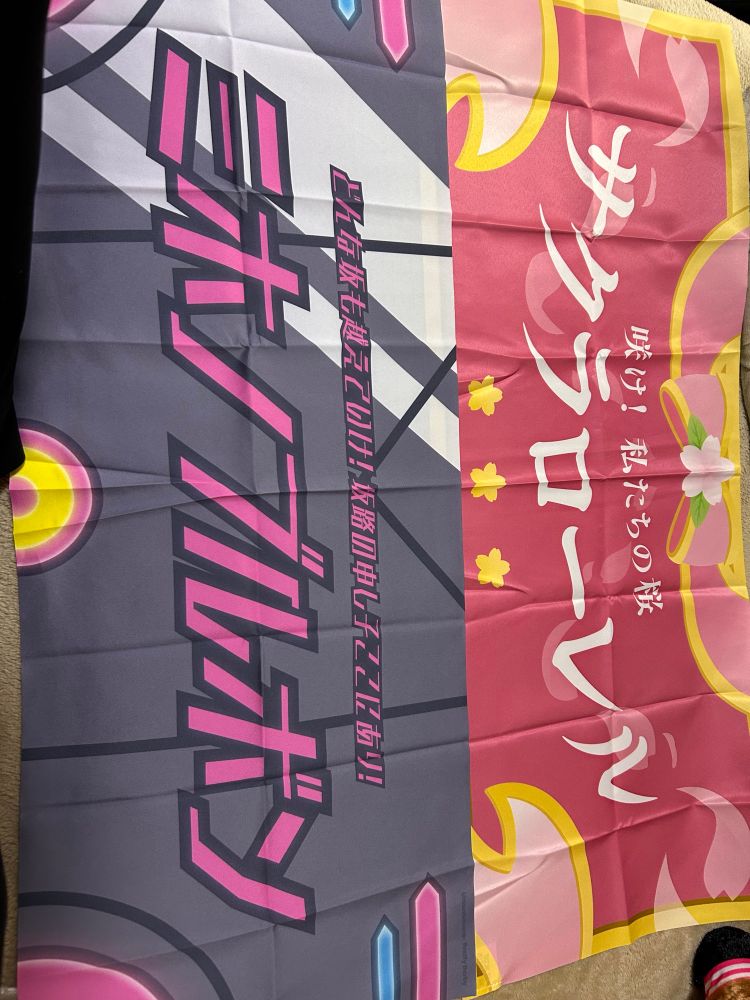 咲け！ 私たちの桜
サクラローレル
どんな坂も越えていけ！坂路の申し子ここにあり！
ミホノブルボン